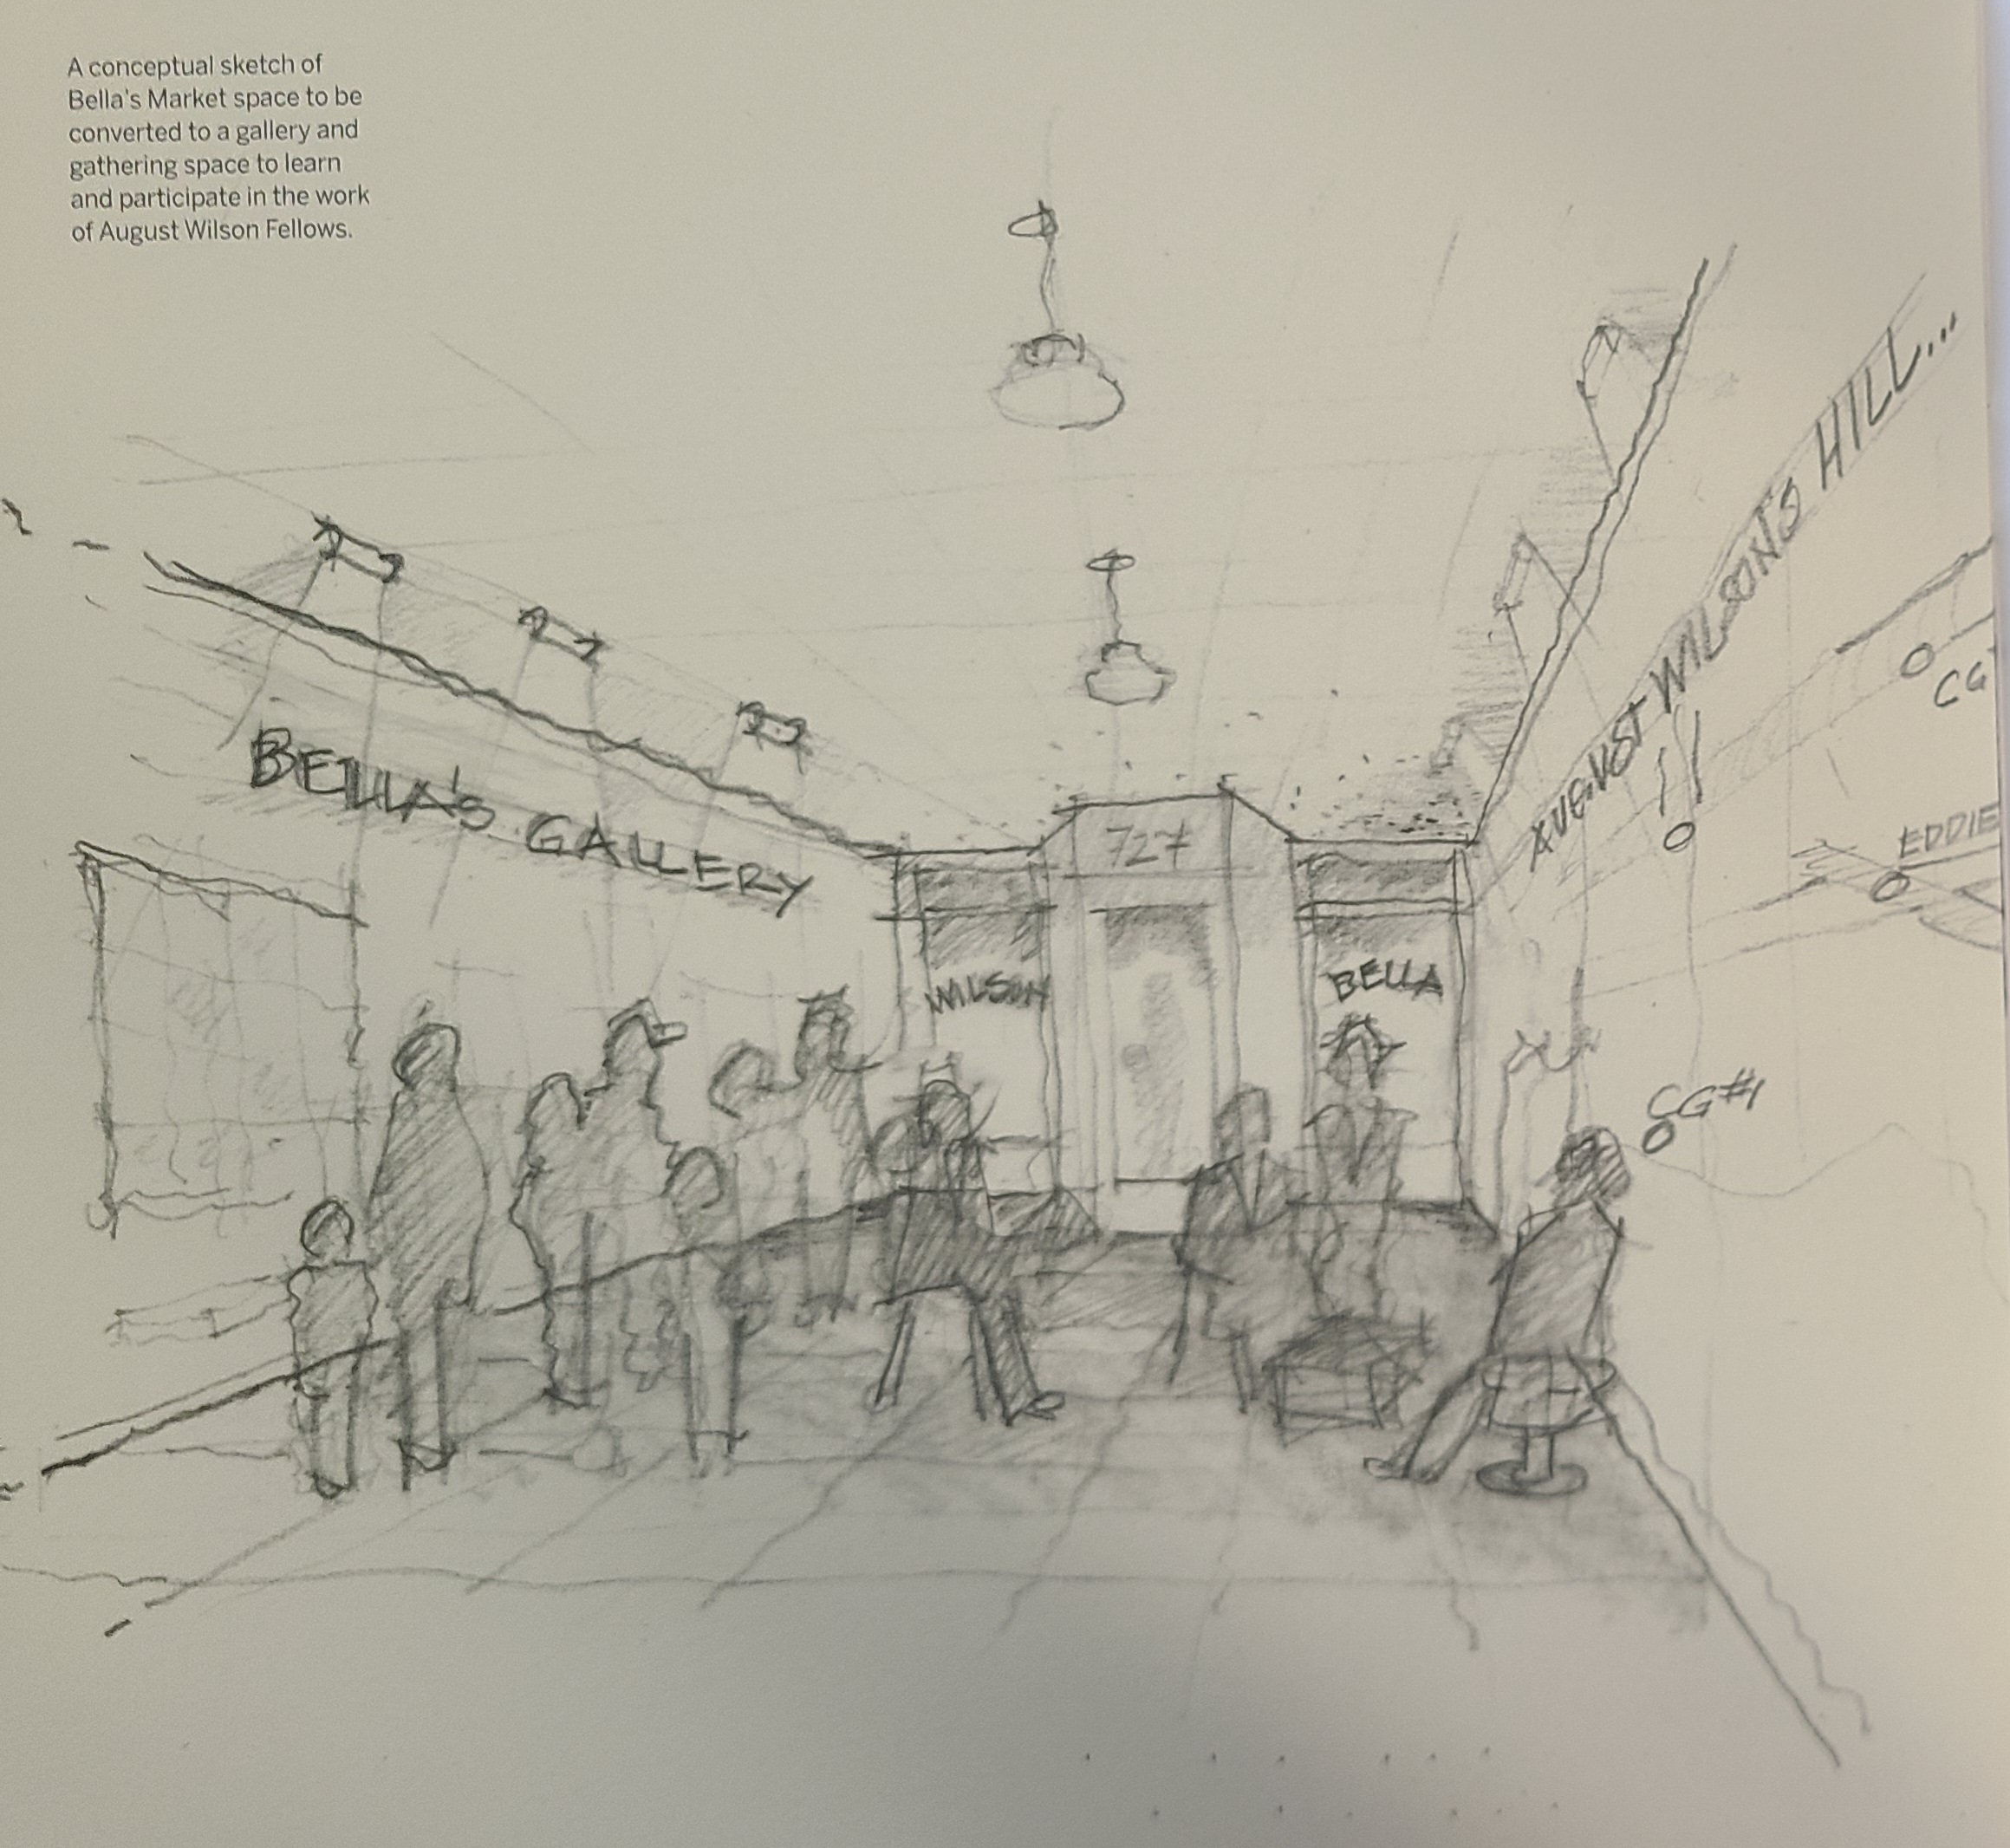 A conceptual sketch of
Bella's Market space to be
converted to a gallery and
gathering space to learn
and participate in the work
of August Wilson Fellows.
BELLA'S GALLERY
727
WILSON
BELLA
AUGUST WILSON'S HILL...
CG
EDDIE
CG#1